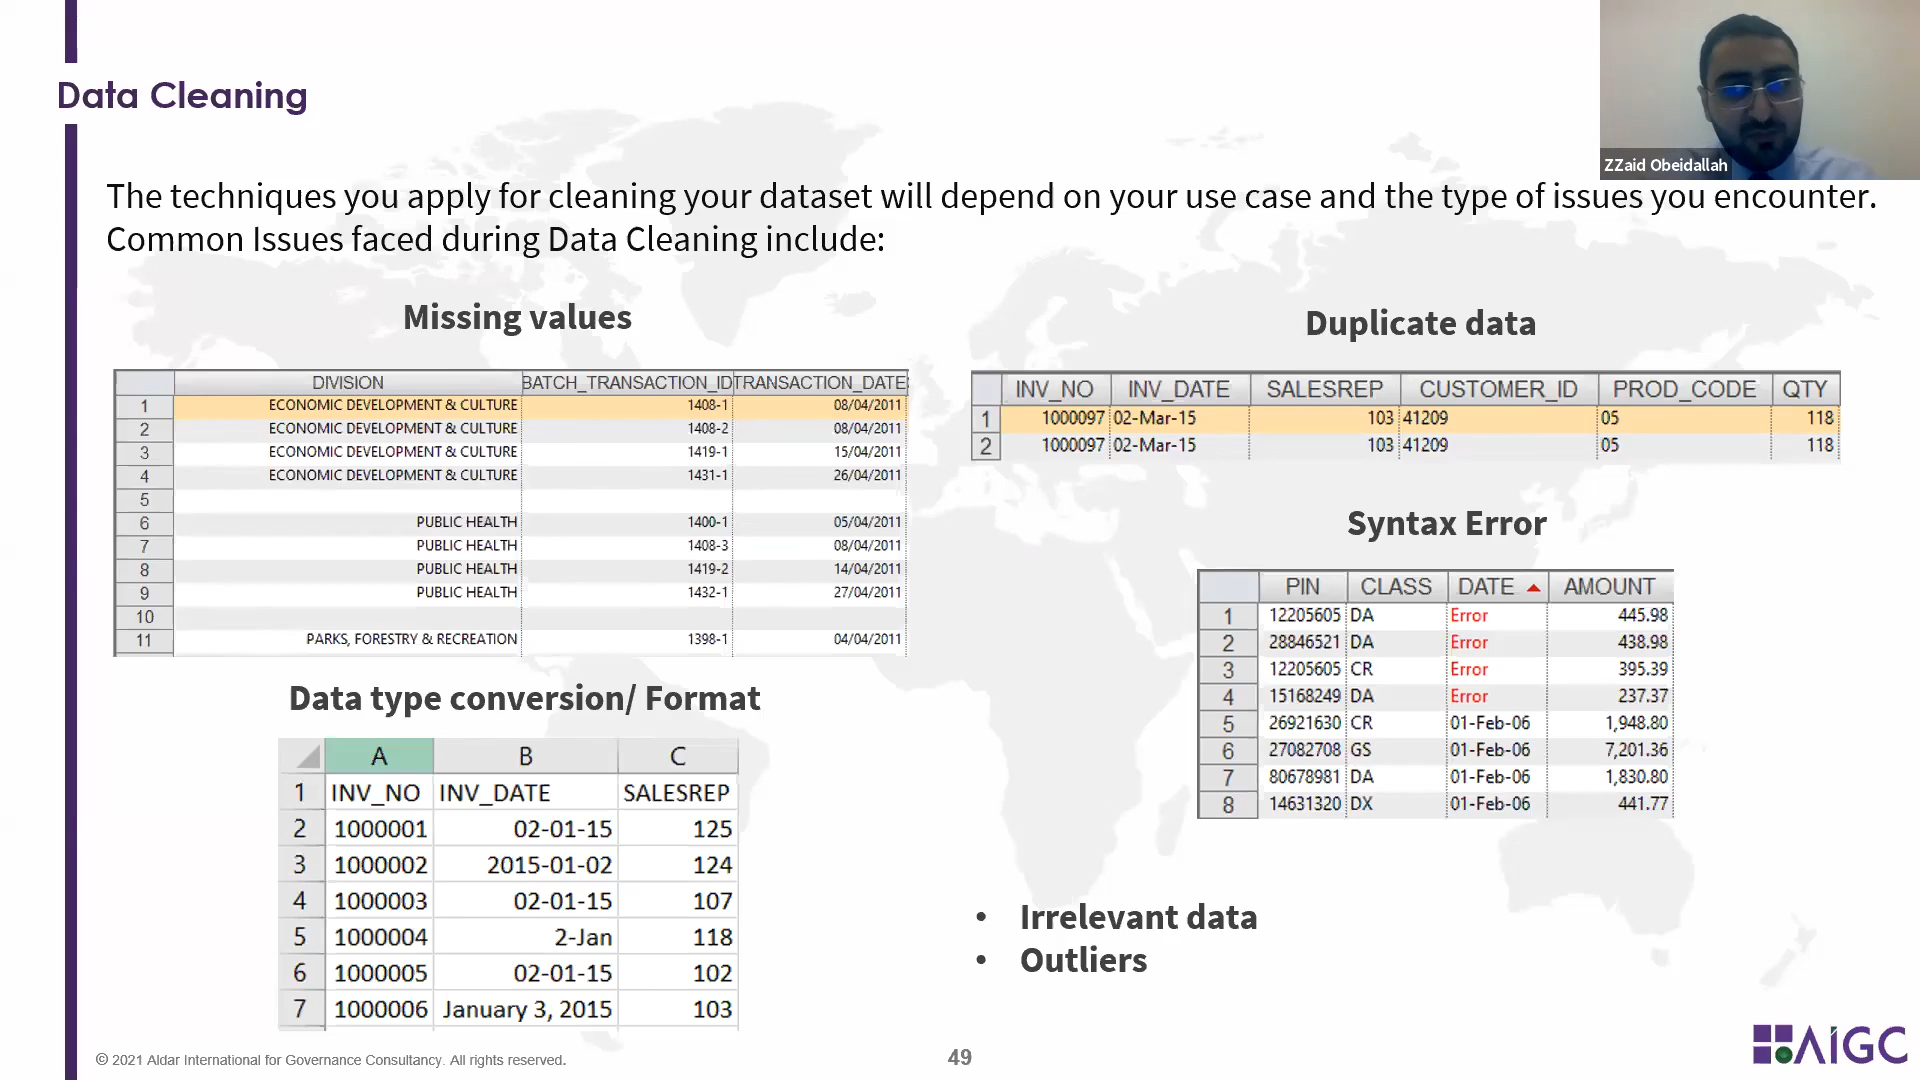 Data Cleaning
ZZaid Obeidallah
The techniques you apply for cleaning your dataset will depend on your use case and the type of issues you encounter.
Common Issues faced during Data Cleaning include:
Missing values
DIVISION BATCH_TRANSACTION_ID TRANSACTION_DATE
1 ECONOMIC DEVELOPMENT & CULTURE 1408-1 08/04/2011
2 ECONOMIC DEVELOPMENT & CULTURE 1408-2 08/04/2011
3 ECONOMIC DEVELOPMENT & CULTURE 1419-1 15/04/2011
4 ECONOMIC DEVELOPMENT & CULTURE 1431-1 26/04/2011
5
6 PUBLIC HEALTH 1400-1 05/04/2011
7 PUBLIC HEALTH 1408-3 08/04/2011
8 PUBLIC HEALTH 1419-2 14/04/2011
9 PUBLIC HEALTH 1432-1 27/04/2011
10
11 PARKS, FORESTRY & RECREATION 1398-1 04/04/2011
Duplicate data
INV_NO INV_DATE SALESREP CUSTOMER_ID PROD_CODE QTY
1 1000097 02-Mar-15 103 41209 05 118
2 1000097 02-Mar-15 103 41209 05 118
Data type conversion/ Format
A B C
1 INV_NO INV_DATE SALESREP
2 1000001 02-01-15 125
3 1000002 2015-01-02 124
4 1000003 02-01-15 107
5 1000004 2-Jan 118
6 1000005 02-01-15 102
7 1000006 January 3, 2015 103
Syntax Error
PIN CLASS DATE AMOUNT
1 12205605 DA Error 445.98
2 28846521 DA Error 438.98
3 12205605 CR Error 395.39
4 15168249 DA Error 237.37
5 26921630 CR 01-Feb-06 1,948.80
6 27082708 GS 01-Feb-06 7,201.36
7 80678981 DA 01-Feb-06 1,830.80
8 14631320 DX 01-Feb-06 441.77
• Irrelevant data
• Outliers
© 2021 Aldar International for Governance Consultancy. All rights reserved.
49
AIGC